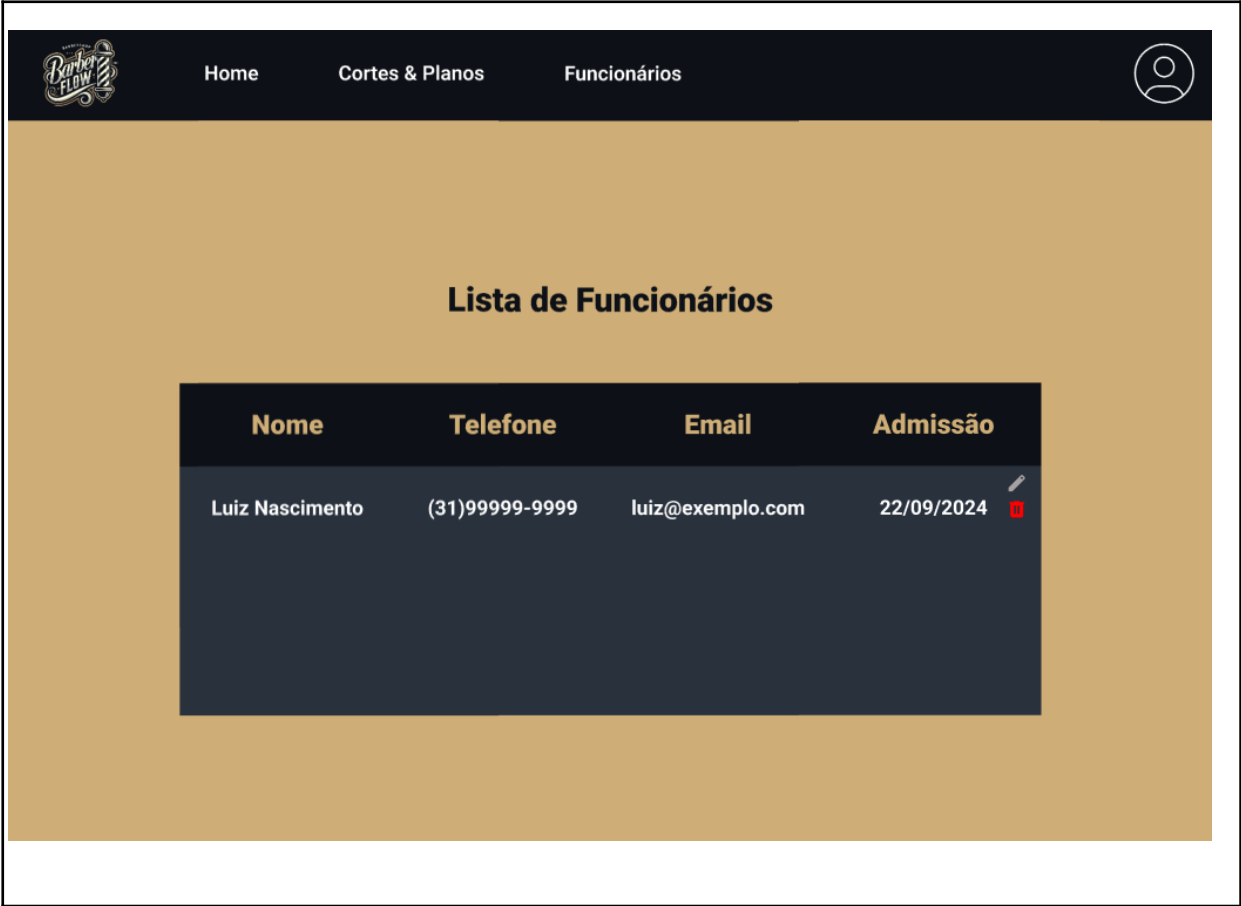 Barber
FLOW
Home Cortes & Planos Funcionários
Lista de Funcionários
Nome Telefone Email Admissão
Luiz Nascimento (31)99999-9999 luiz@exemplo.com 22/09/2024